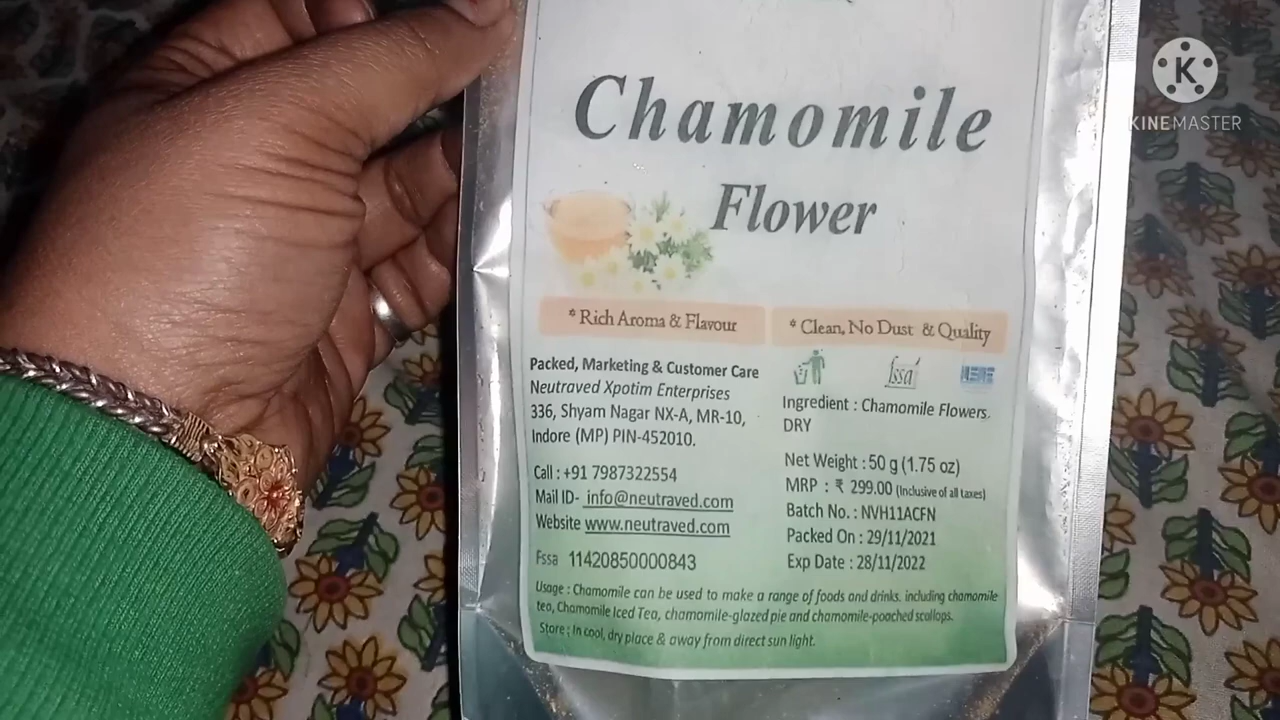 Chamomile
Flower
* Rich Aroma & Flavour
* Clean, No Dust & Quality
Packed, Marketing & Customer Care
Neutraved Xpotim Enterprises
336, Shyam Nagar NX-A, MR-10,
Indore (MP) PIN-452010.
Call : +91 7987322554
Mail ID- info@neutraved.com
Website www.neutraved.com
Fssa 11420850000843
fssai
Ingredient : Chamomile Flowers.
DRY
Net Weight : 50 g (1.75 oz)
MRP : ₹ 299.00 (Inclusive of all taxes)
Batch No. : NVH11ACFN
Packed On : 29/11/2021
Exp Date : 28/11/2022
Usage : Chamomile can be used to make a range of foods and drinks. including chamomile
tea, Chamomile Iced Tea, chamomile-glazed pie and chamomile-poached scallops.
Store : In cool, dry place & away from direct sun light.
K
KINEMASTER